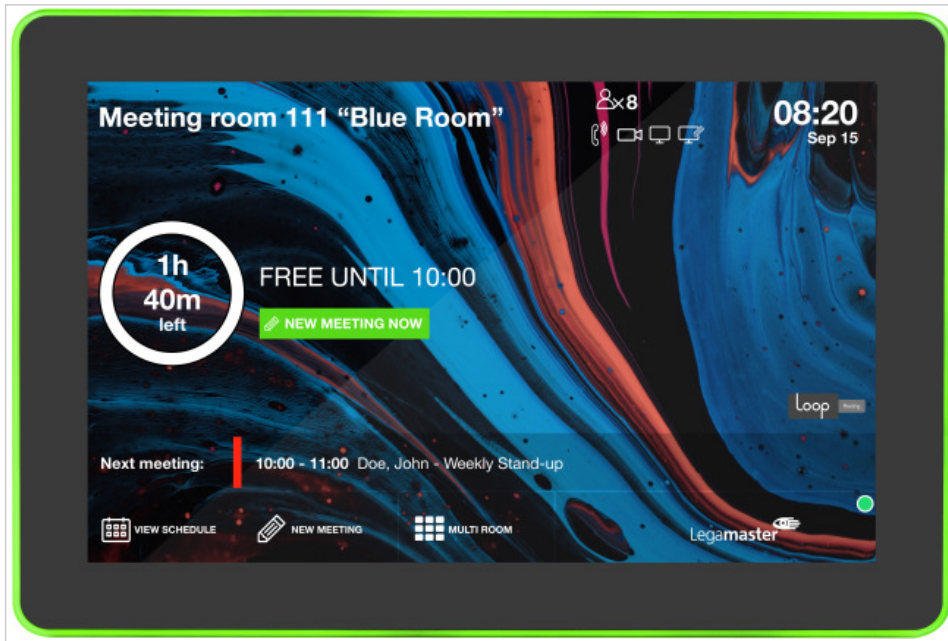 Meeting room 111 “Blue Room”
x8
08:20
Sep 15
1h
40m
left
FREE UNTIL 10:00
NEW MEETING NOW
Loop
Next meeting:
10:00 - 11:00 Doe, John - Weekly Stand-up
VIEW SCHEDULE
NEW MEETING
MULTI ROOM
Legamaster